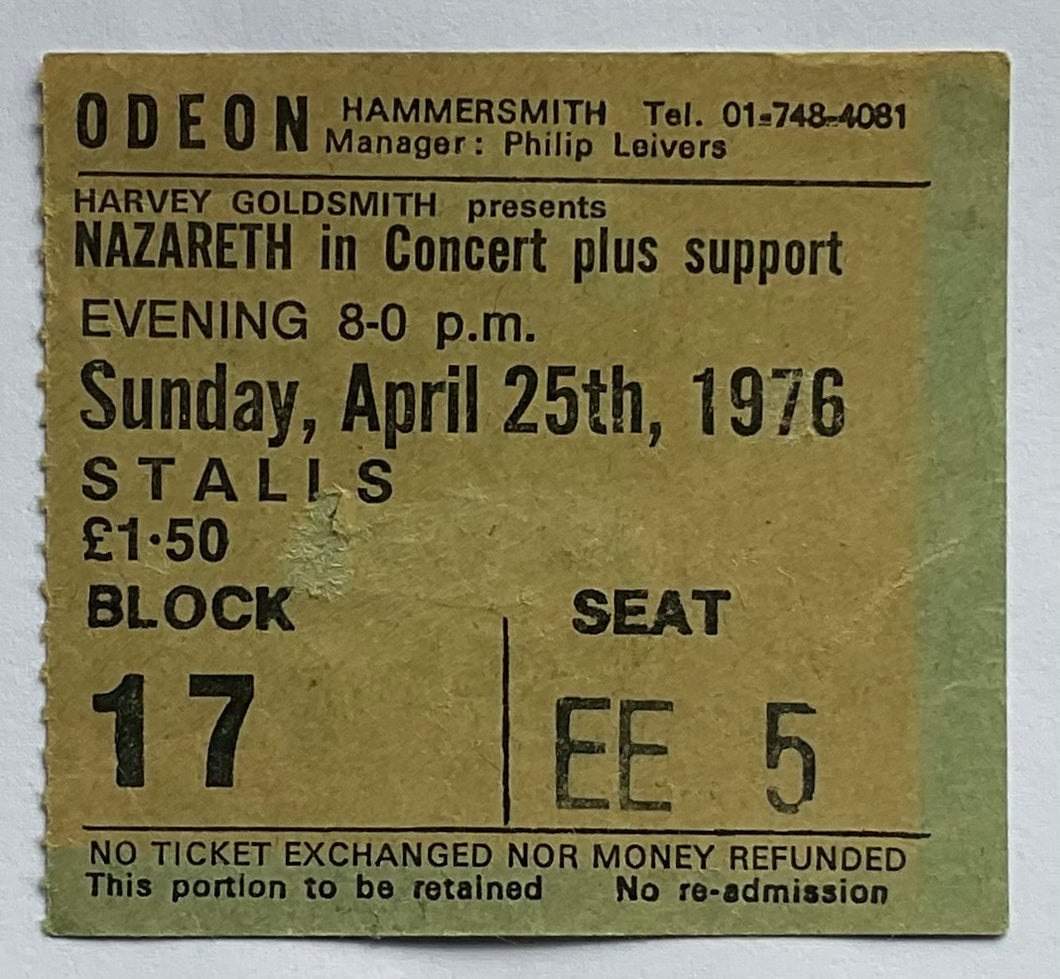 ODEON HAMMERSMITH Tel. 01-748-4081
Manager: Philip Leivers
HARVEY GOLDSMITH presents
NAZARETH in Concert plus support
EVENING 8-0 p.m.
Sunday, April 25th, 1976
STALLS
£1·50
BLOCK SEAT
17 EE 5
NO TICKET EXCHANGED NOR MONEY REFUNDED
This portion to be retained No re-admission